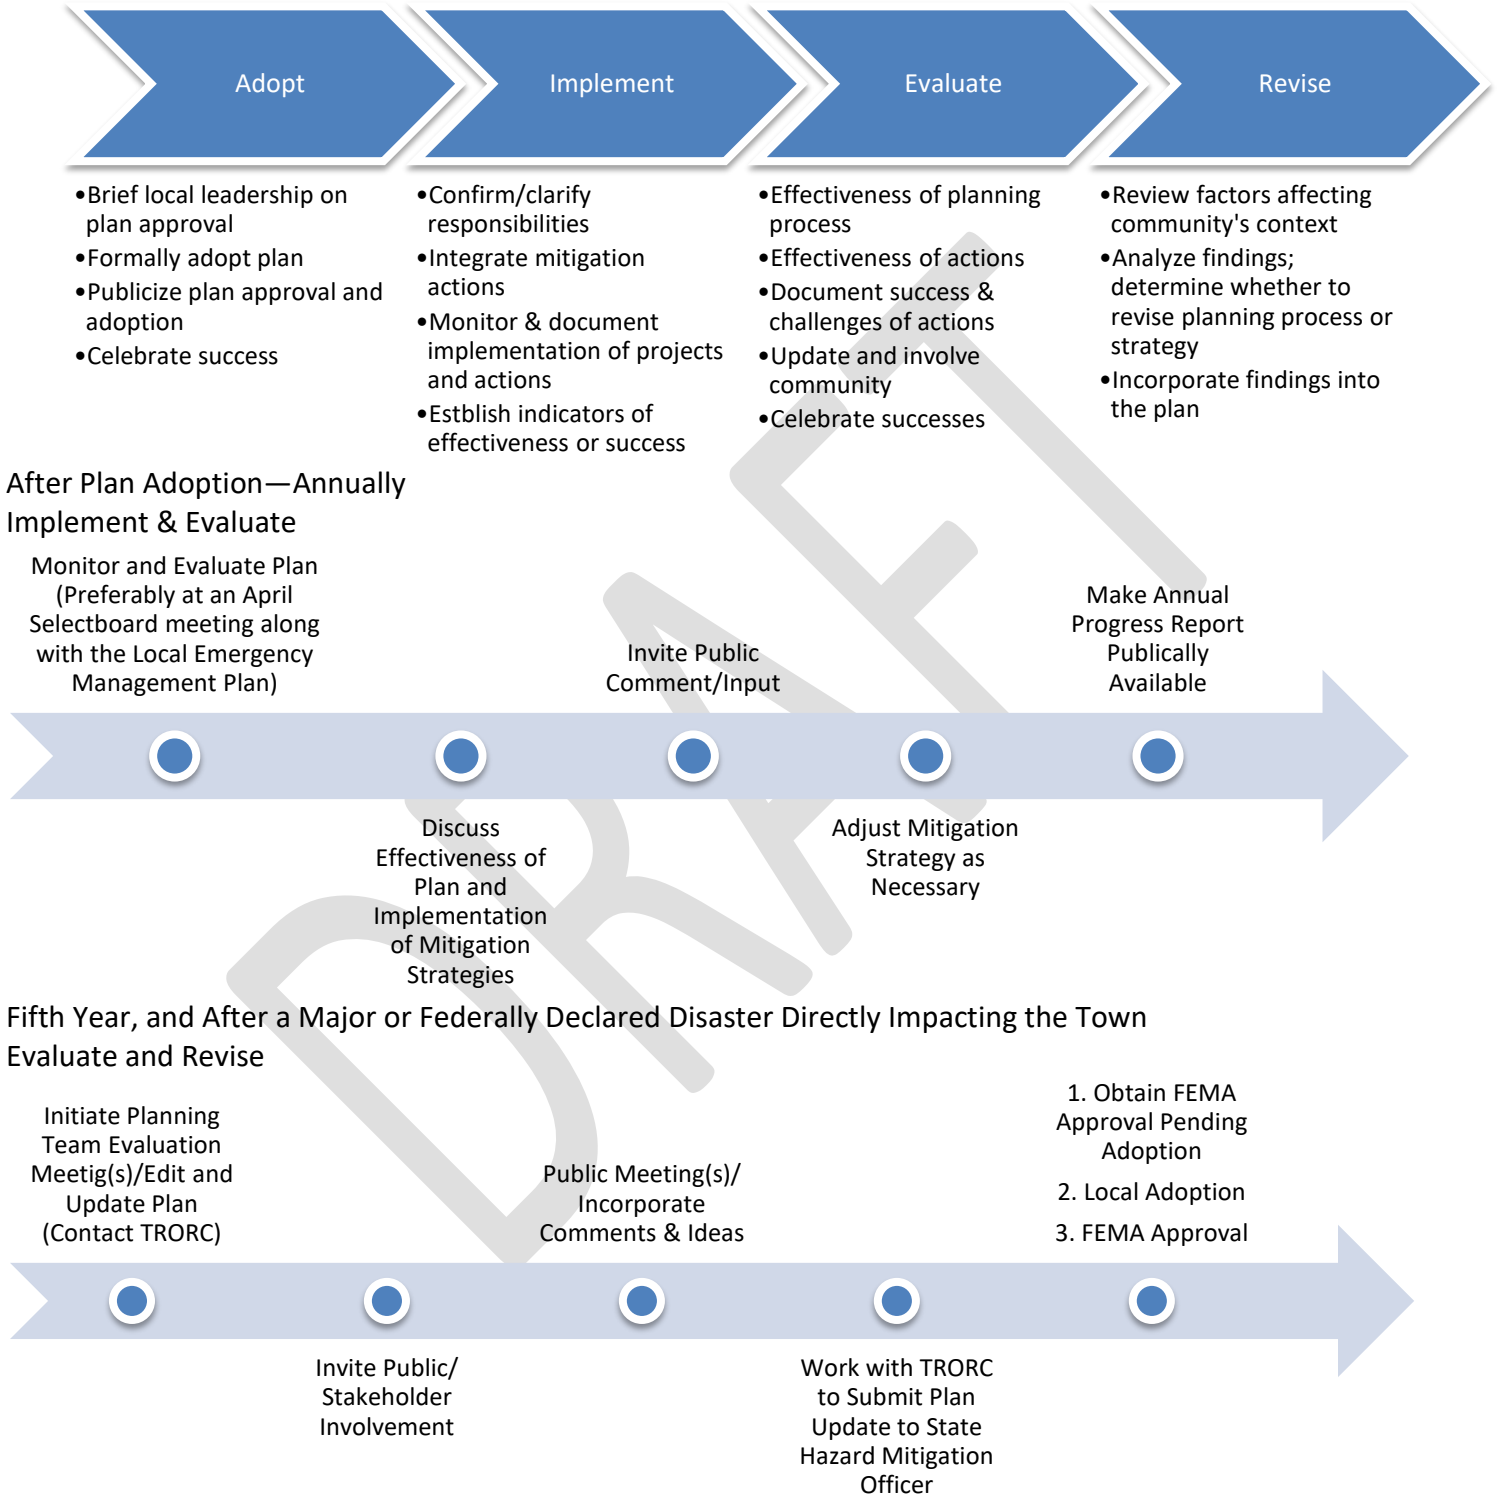 Adopt
Implement
Evaluate
Revise
•Brief local leadership on
plan approval
•Formally adopt plan
•Publicize plan approval and
adoption
•Celebrate success
•Confirm/clarify
responsibilities
•Integrate mitigation
actions
•Monitor & document
implementation of projects
and actions
•Estblish indicators of
effectiveness or success
•Effectiveness of planning
process
•Effectiveness of actions
•Document success &
challenges of actions
•Update and involve
community
•Celebrate successes
•Review factors affecting
community's context
•Analyze findings;
determine whether to
revise planning process or
strategy
•Incorporate findings into
the plan
After Plan Adoption—Annually
Implement & Evaluate
Monitor and Evaluate Plan
(Preferably at an April
Selectboard meeting along
with the Local Emergency
Management Plan)
Discuss
Effectiveness of
Plan and
Implementation
of Mitigation
Strategies
Invite Public
Comment/Input
Adjust Mitigation
Strategy as
Necessary
Make Annual
Progress Report
Publically
Available
Fifth Year, and After a Major or Federally Declared Disaster Directly Impacting the Town
Evaluate and Revise
Initiate Planning
Team Evaluation
Meetig(s)/Edit and
Update Plan
(Contact TRORC)
Invite Public/
Stakeholder
Involvement
Public Meeting(s)/
Incorporate
Comments & Ideas
Work with TRORC
to Submit Plan
Update to State
Hazard Mitigation
Officer
1. Obtain FEMA
Approval Pending
Adoption
2. Local Adoption
3. FEMA Approval
DRAFT